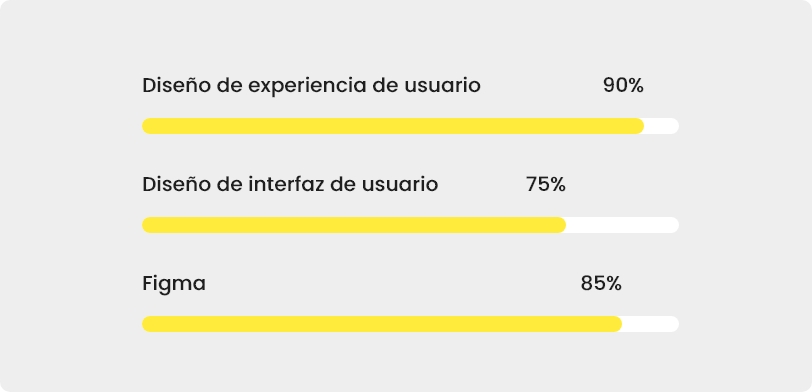 Diseño de experiencia de usuario 90%
Diseño de interfaz de usuario 75%
Figma 85%